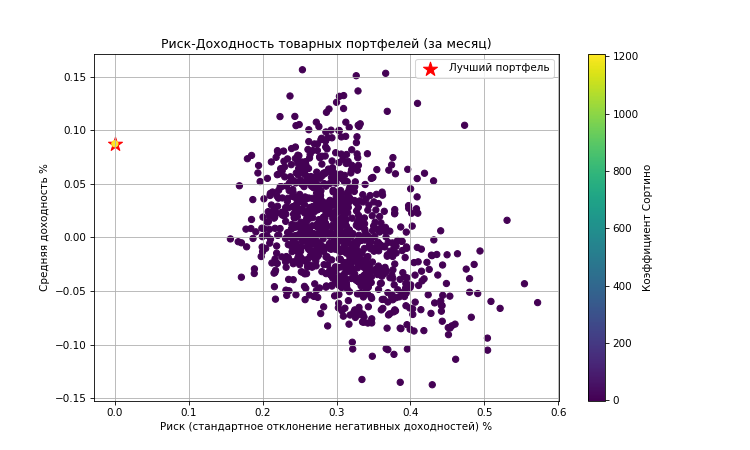 Риск-Доходность товарных портфелей (за месяц)
Лучший портфель
Средняя доходность %
0.15
0.10
0.05
0.00
−0.05
−0.10
−0.15
0.0 0.1 0.2 0.3 0.4 0.5 0.6
Риск (стандартное отклонение негативных доходностей) %
1200
1000
800
600
400
200
0
Коэффициент Сортино